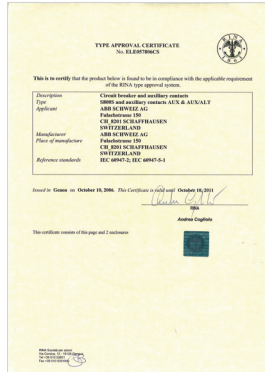 TYPE APPROVAL CERTIFICATE
No. ELE057806CS
This is to certify that the product below is found to be in compliance with the applicable requirement
of the RINA type approval system.
Description Circuit breaker and auxiliary contacts
Type S800S and auxiliary contacts AUX & AUX/ALT
Applicant ABB SCHWEIZ AG
Fulachstrasse 150
CH_8201 SCHAFFHAUSEN
SWITZERLAND
Manufacturer ABB SCHWEIZ AG
Place of manufacture Fulachstrasse 150
CH_8201 SCHAFFHAUSEN
SWITZERLAND
Reference standards IEC 60947-2; IEC 60947-5-1
Issued in Genoa on October 10, 2006. This Certificate is valid until October 10, 2011
RINA
Andrea Cogliolo
This certificate consists of this page and 2 enclosures
RINA
Via Corsica, 12 - 16128 Genova